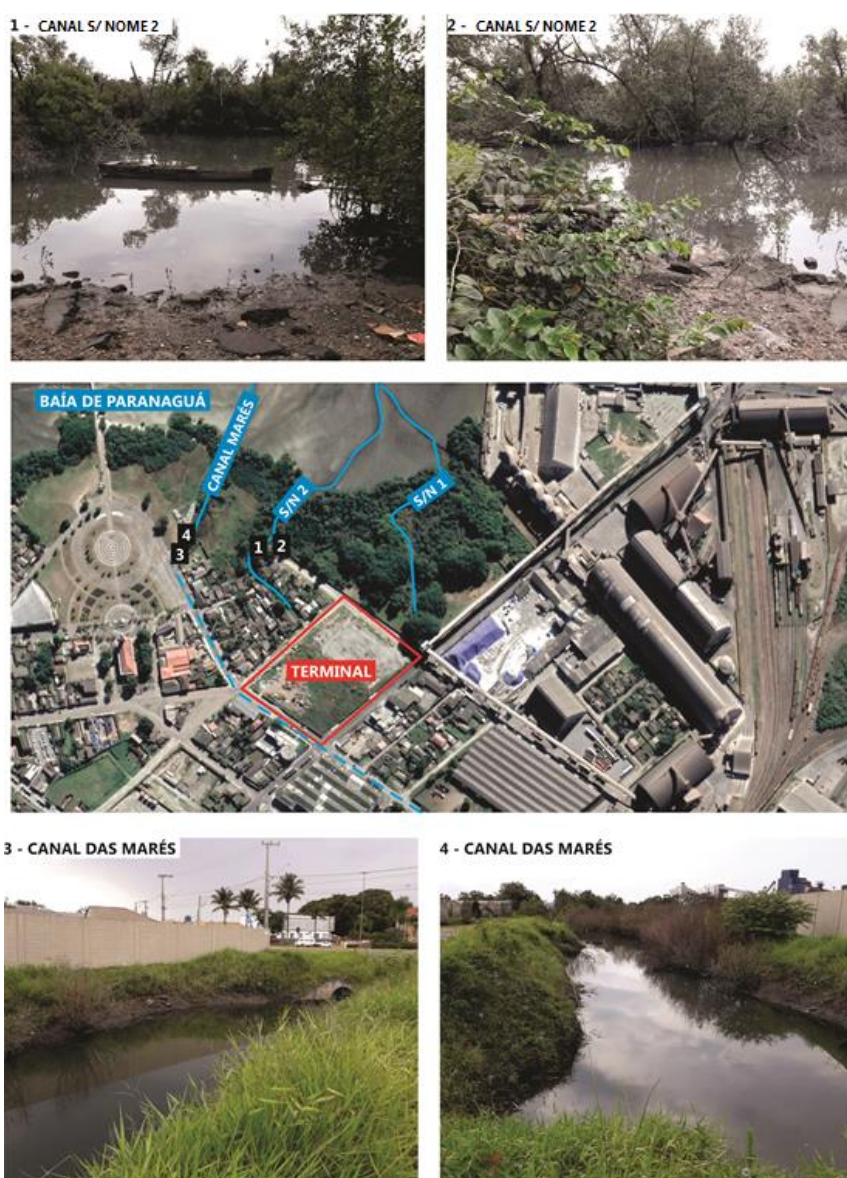 1 - CANAL S/ NOME 2
2 - CANAL S/ NOME 2
BAÍA DE PARANAGUÁ
CANAL MARÉS
S/N 2
S/N 1
4
3
1
2
TERMINAL
3 - CANAL DAS MARÉS
4 - CANAL DAS MARÉS